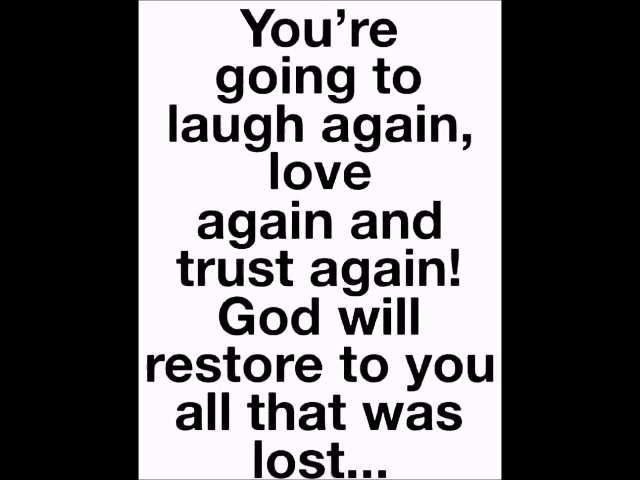 You’re
going to
laugh again,
love
again and
trust again!
God will
restore to you
all that was
lost...